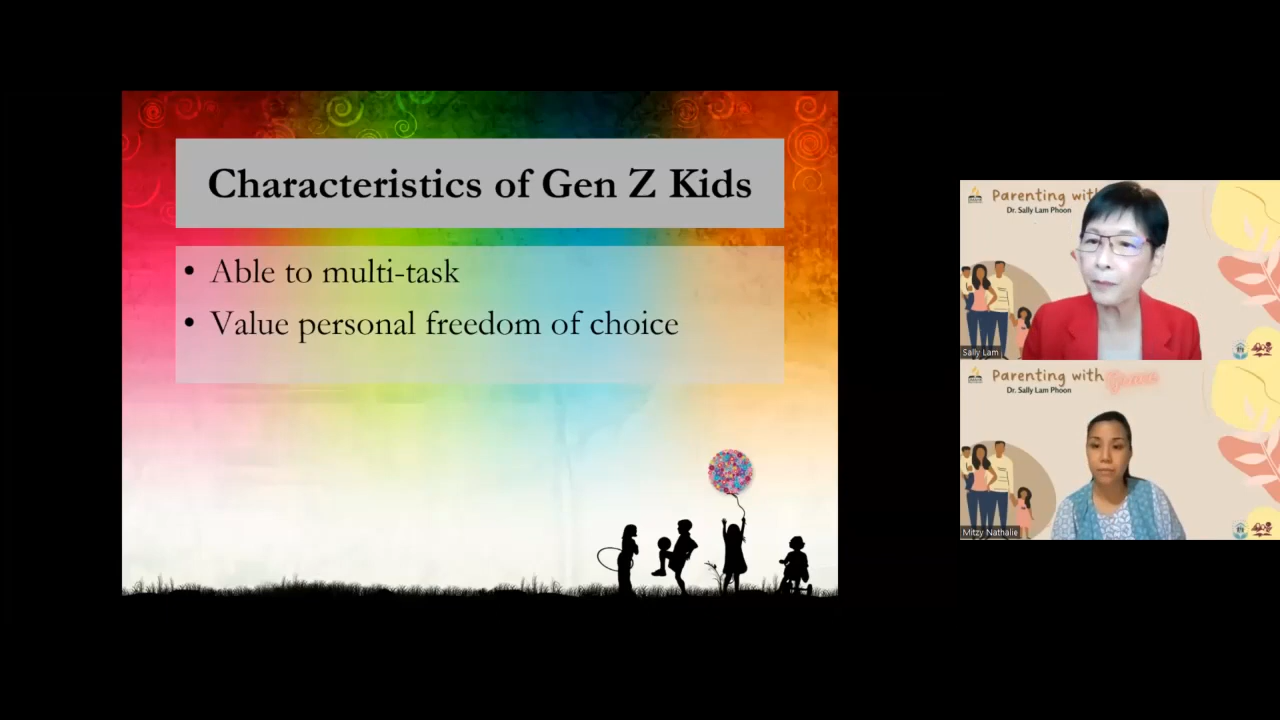 Characteristics of Gen Z Kids
• Able to multi-task
• Value personal freedom of choice
Parenting with
Dr. Sally Lam Phoon
Sally Lam
Parenting with Grace
Dr. Sally Lam Phoon
Mitzy Nathalie